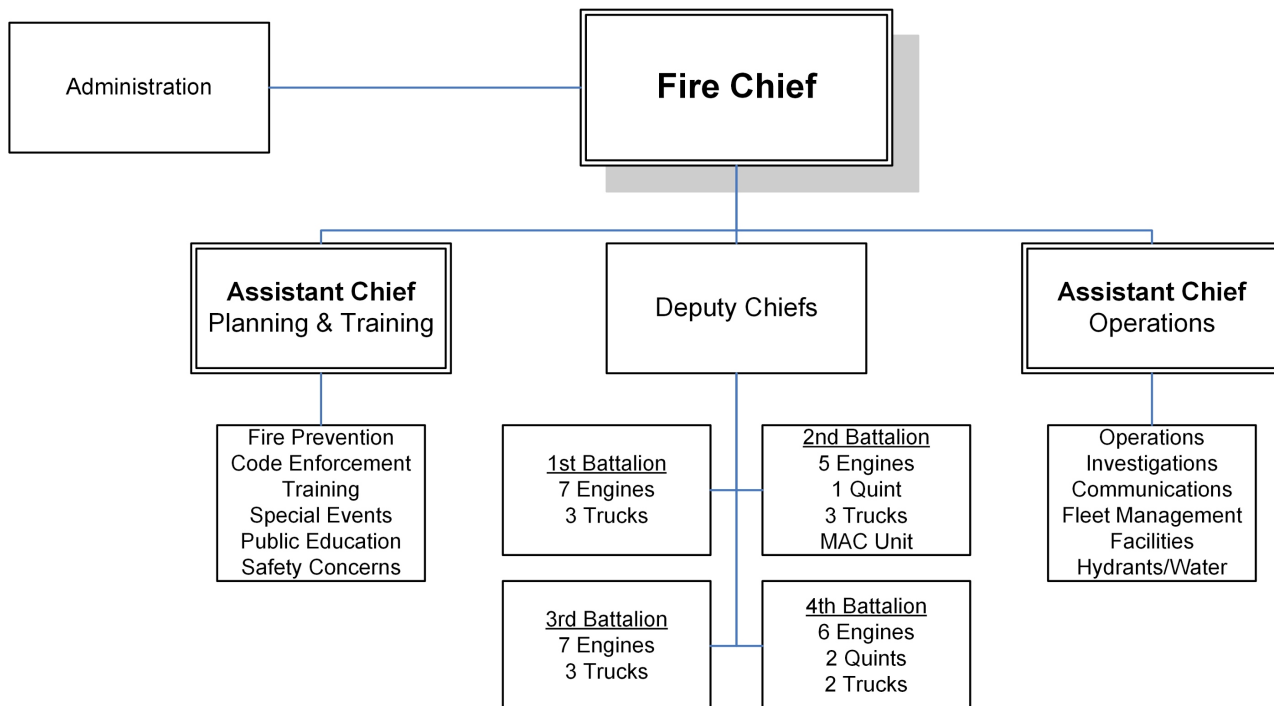 Administration
Fire Chief
Assistant Chief
Planning & Training
Deputy Chiefs
Assistant Chief
Operations
Fire Prevention
Code Enforcement
Training
Special Events
Public Education
Safety Concerns
1st Battalion
7 Engines
3 Trucks
2nd Battalion
5 Engines
1 Quint
3 Trucks
MAC Unit
Operations
Investigations
Communications
Fleet Management
Facilities
Hydrants/Water
3rd Battalion
7 Engines
3 Trucks
4th Battalion
6 Engines
2 Quints
2 Trucks